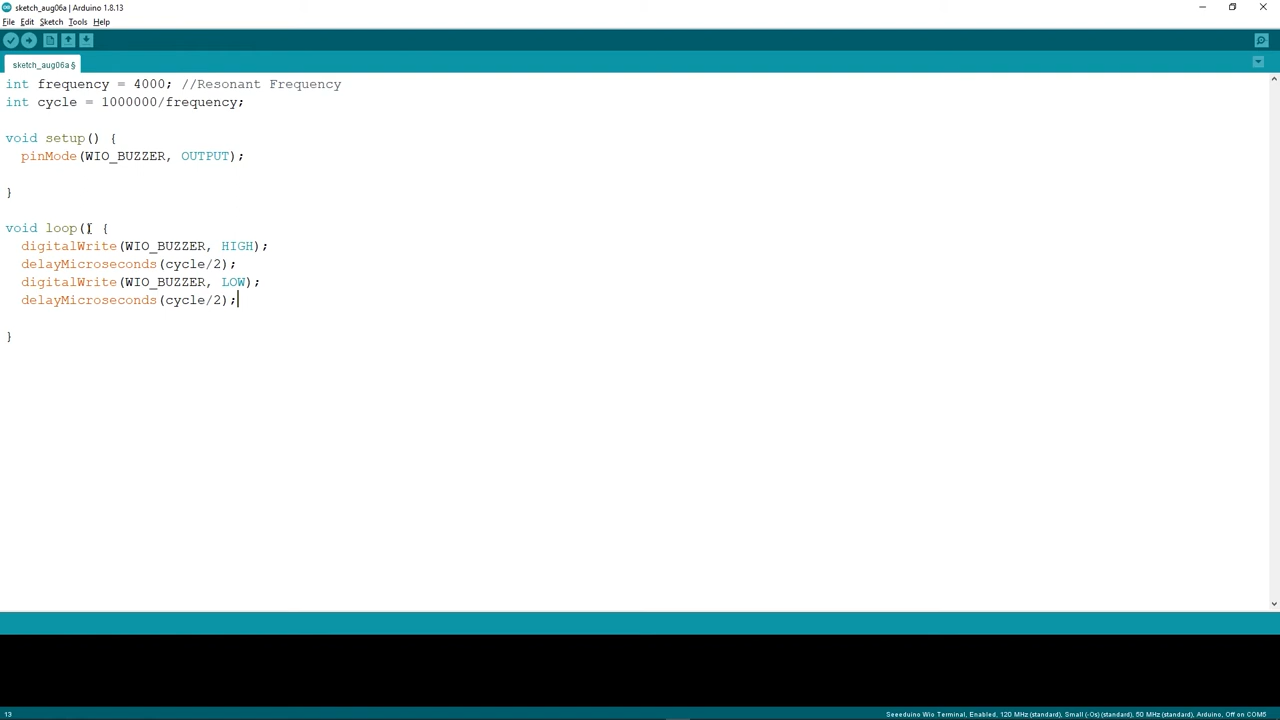 sketch_aug06a | Arduino 1.8.13
File Edit Sketch Tools Help
sketch_aug06a §
int frequency = 4000; //Resonant Frequency
int cycle = 1000000/frequency;
void setup() {
pinMode(WIO_BUZZER, OUTPUT);
}
void loop() {
digitalWrite(WIO_BUZZER, HIGH);
delayMicroseconds(cycle/2);
digitalWrite(WIO_BUZZER, LOW);
delayMicroseconds(cycle/2);
}
13 Seeeduino Wio Terminal, Enabled, 120 MHz (standard), Small (-Os) (standard), 50 MHz (standard), Arduino, Off on COM5